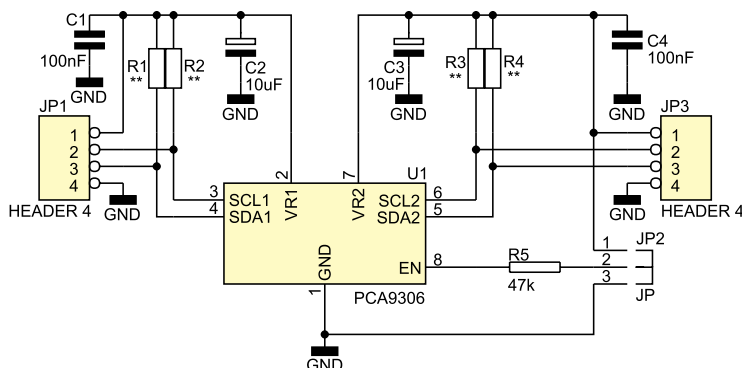 C1
100nF
GND
R1
**
R2
**
C2
10uF
GND
C3
10uF
GND
R3
**
R4
**
C4
100nF
GND
JP1
1
2
3
4
HEADER 4
GND
2
7
U1
3
SCL1
4
SDA1
VR1
VR2
SCL2
6
SDA2
5
GND
EN
8
1
PCA9306
JP3
1
2
3
4
HEADER 4
GND
R5
47k
1
2
3
JP2
JP
GND